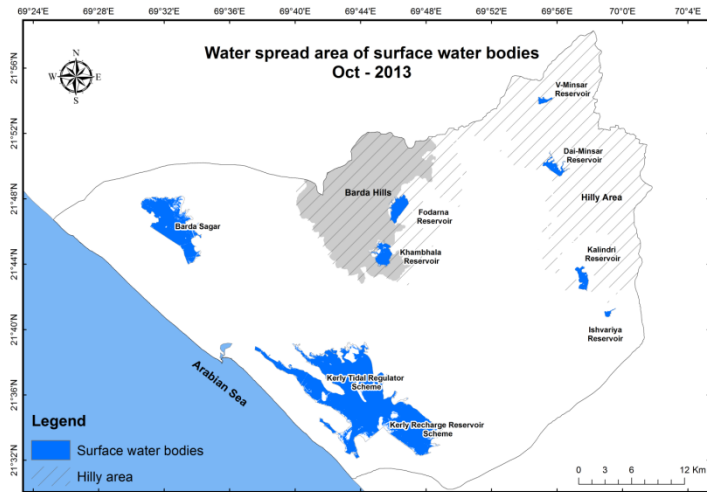 69°24'E 69°28'E 69°32'E 69°36'E 69°40'E 69°44'E 69°48'E 69°52'E 69°56'E 70°0'E 70°4'E
Water spread area of surface water bodies
Oct - 2013
N
W E
S
21°56'N
21°52'N
21°48'N
21°44'N
21°40'N
21°36'N
21°32'N
V-Minsar
Reservoir
Dai-Minsar
Reservoir
Barda Hills
Hilly Area
Fodarna
Reservoir
Barda Sagar
Khambhala
Reservoir
Kalindri
Reservoir
Ishvariya
Reservoir
Arabian Sea
Kerly Tidal Regulator
Scheme
Kerly Recharge Reservoir
Scheme
Legend
Surface water bodies
Hilly area
0 3 6 12 Km